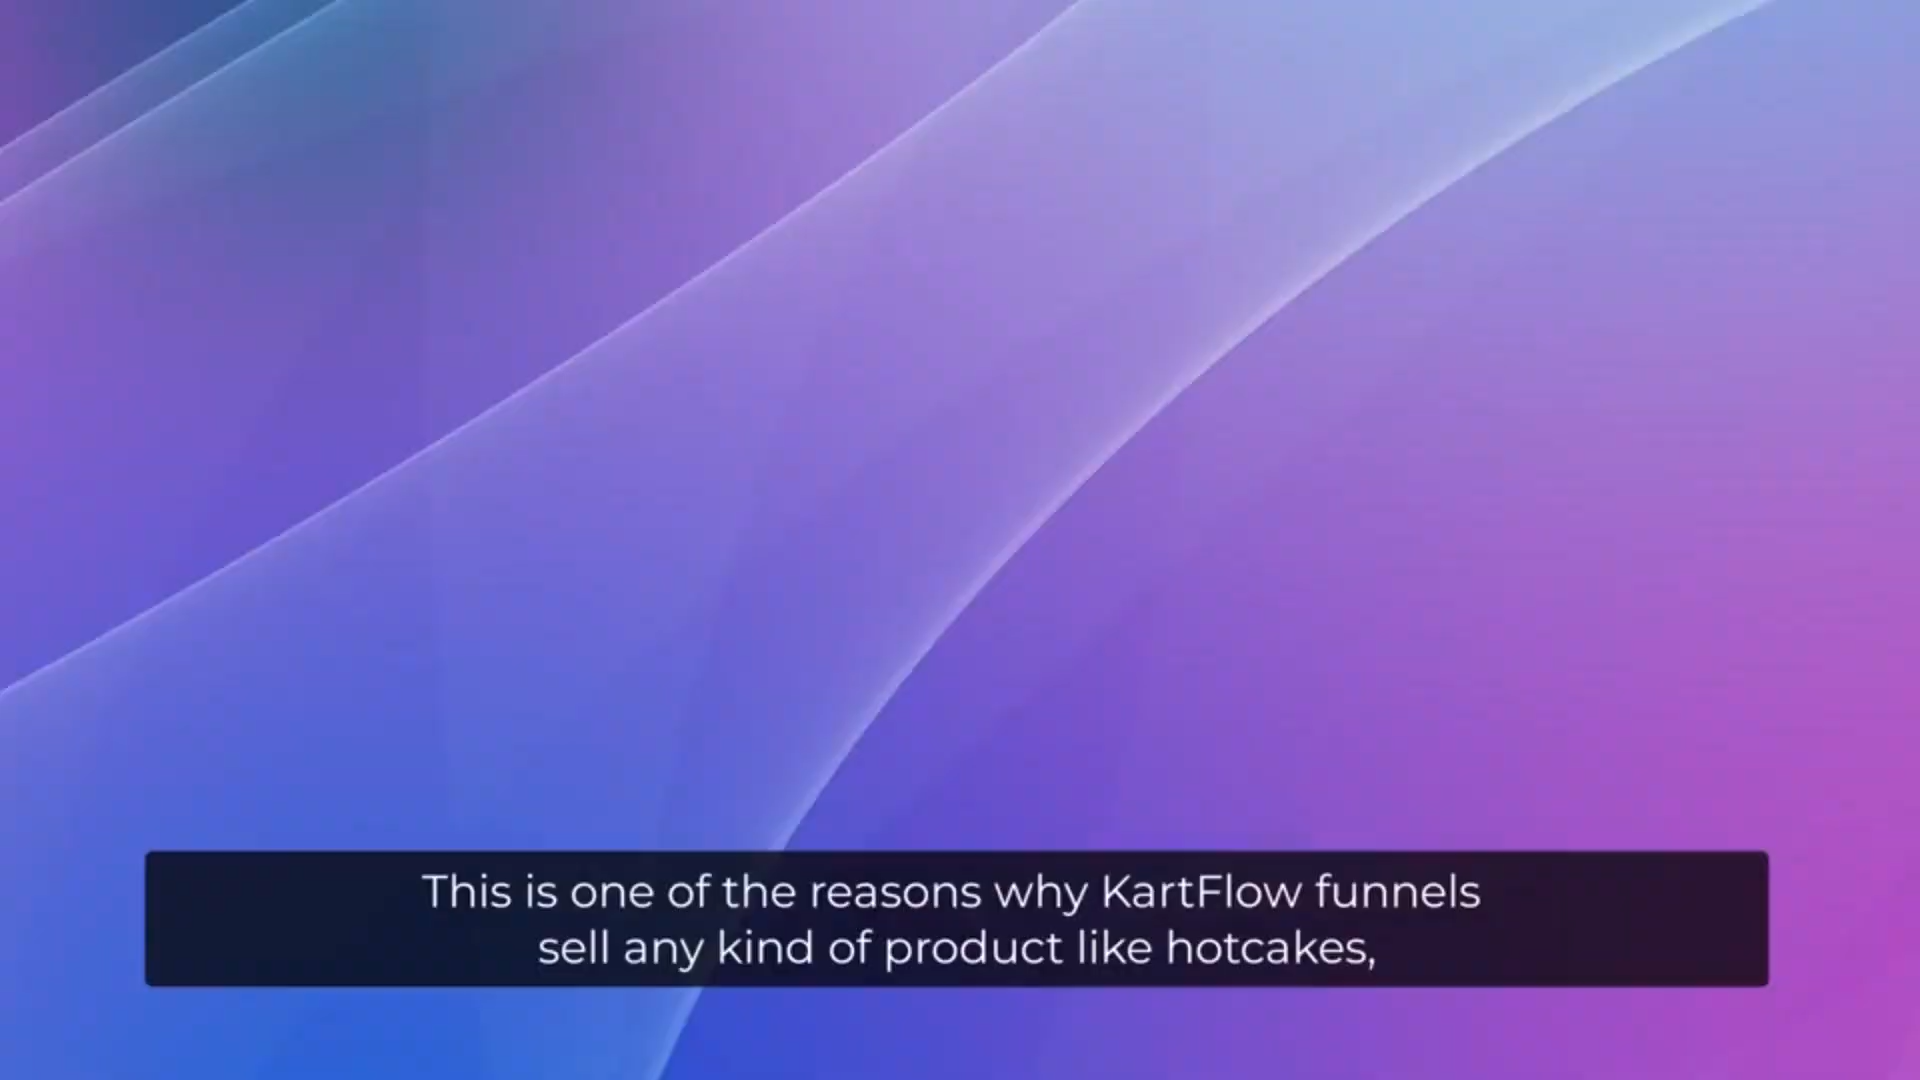 This is one of the reasons why KartFlow funnels
sell any kind of product like hotcakes,